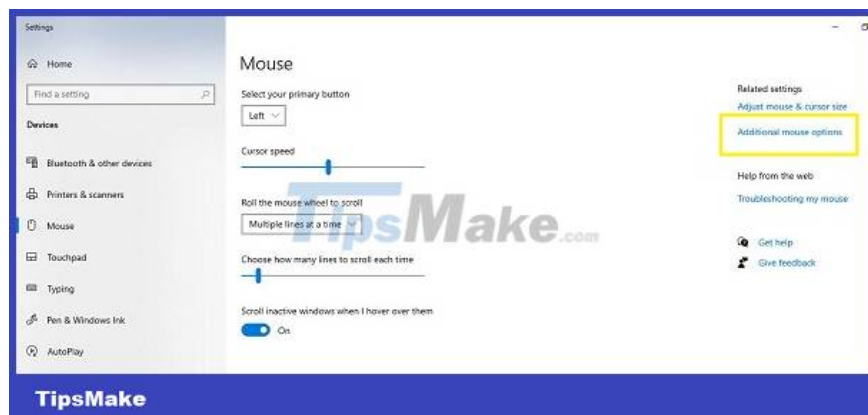 Settings
Home
Find a setting
Devices
Bluetooth & other devices
Printers & scanners
Mouse
Touchpad
Typing
Pen & Windows Ink
AutoPlay
Mouse
Select your primary button
Left
Cursor speed
Roll the mouse wheel to scroll
Multiple lines at a time
Choose how many lines to scroll each time
Scroll inactive windows when I hover over them
On
Related settings
Adjust mouse & cursor size
Additional mouse options
Help from the web
Troubleshooting my mouse
Get help
Give feedback
TipsMake.com
TipsMake